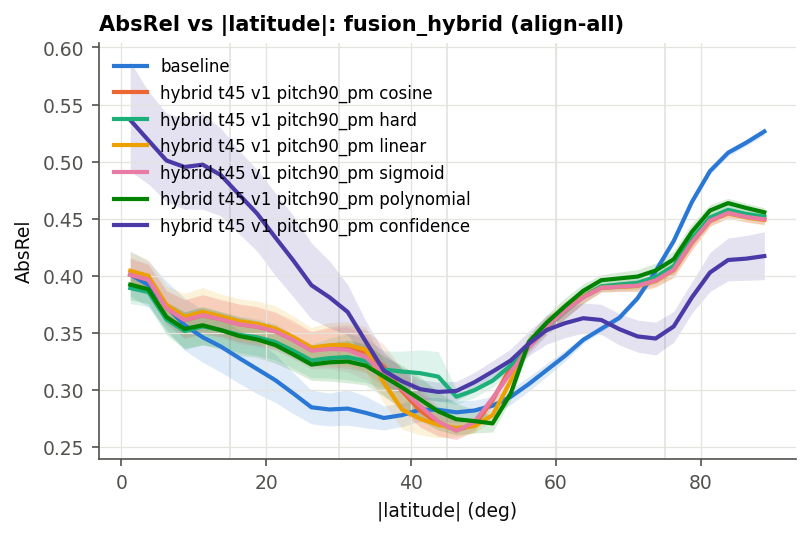 AbsRel vs |latitude|: fusion_hybrid (align-all)
0.60
0.55
0.50
0.45
0.40
0.35
0.30
0.25
AbsRel
baseline
hybrid t45 v1 pitch90_pm cosine
hybrid t45 v1 pitch90_pm hard
hybrid t45 v1 pitch90_pm linear
hybrid t45 v1 pitch90_pm sigmoid
hybrid t45 v1 pitch90_pm polynomial
hybrid t45 v1 pitch90_pm confidence
0 20 40 60 80
|latitude| (deg)